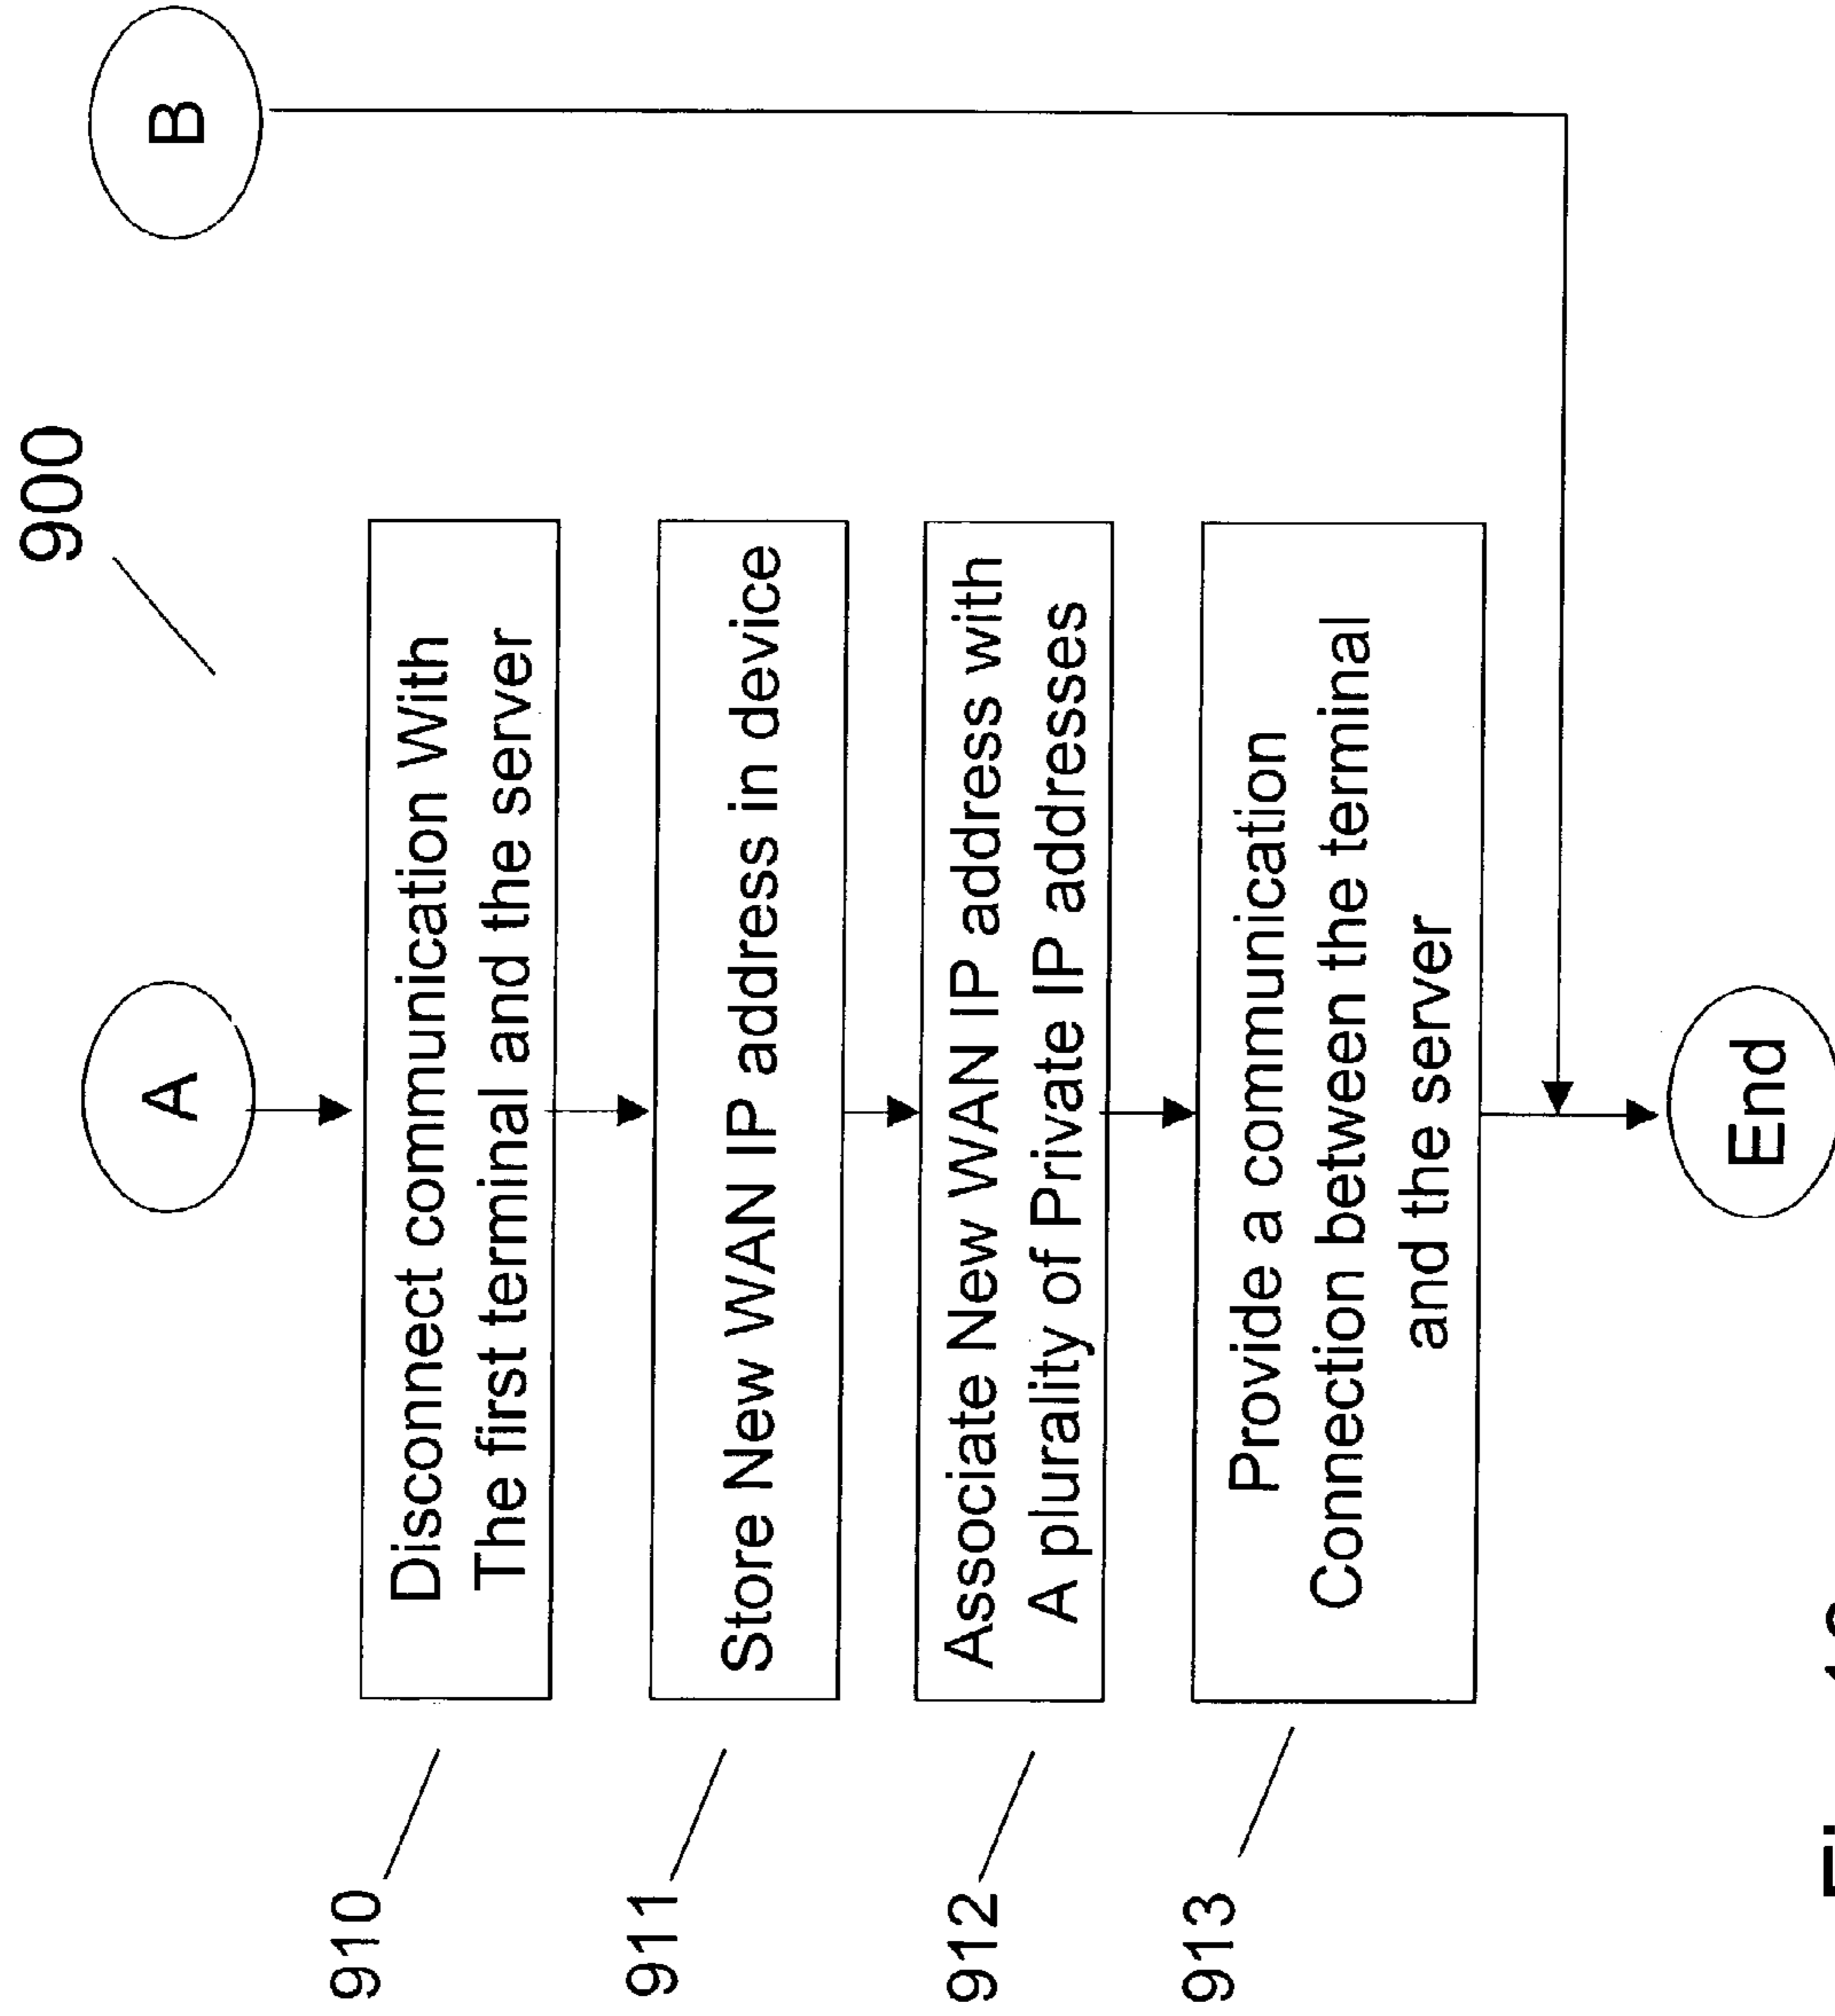 900
A
B
910
Disconnect communication With
The first terminal and the server
911
Store New WAN IP address in device
912
Associate New WAN IP address with
A plurality of Private IP addresses
913
Provide a communication
Connection between the terminal
and the server
End